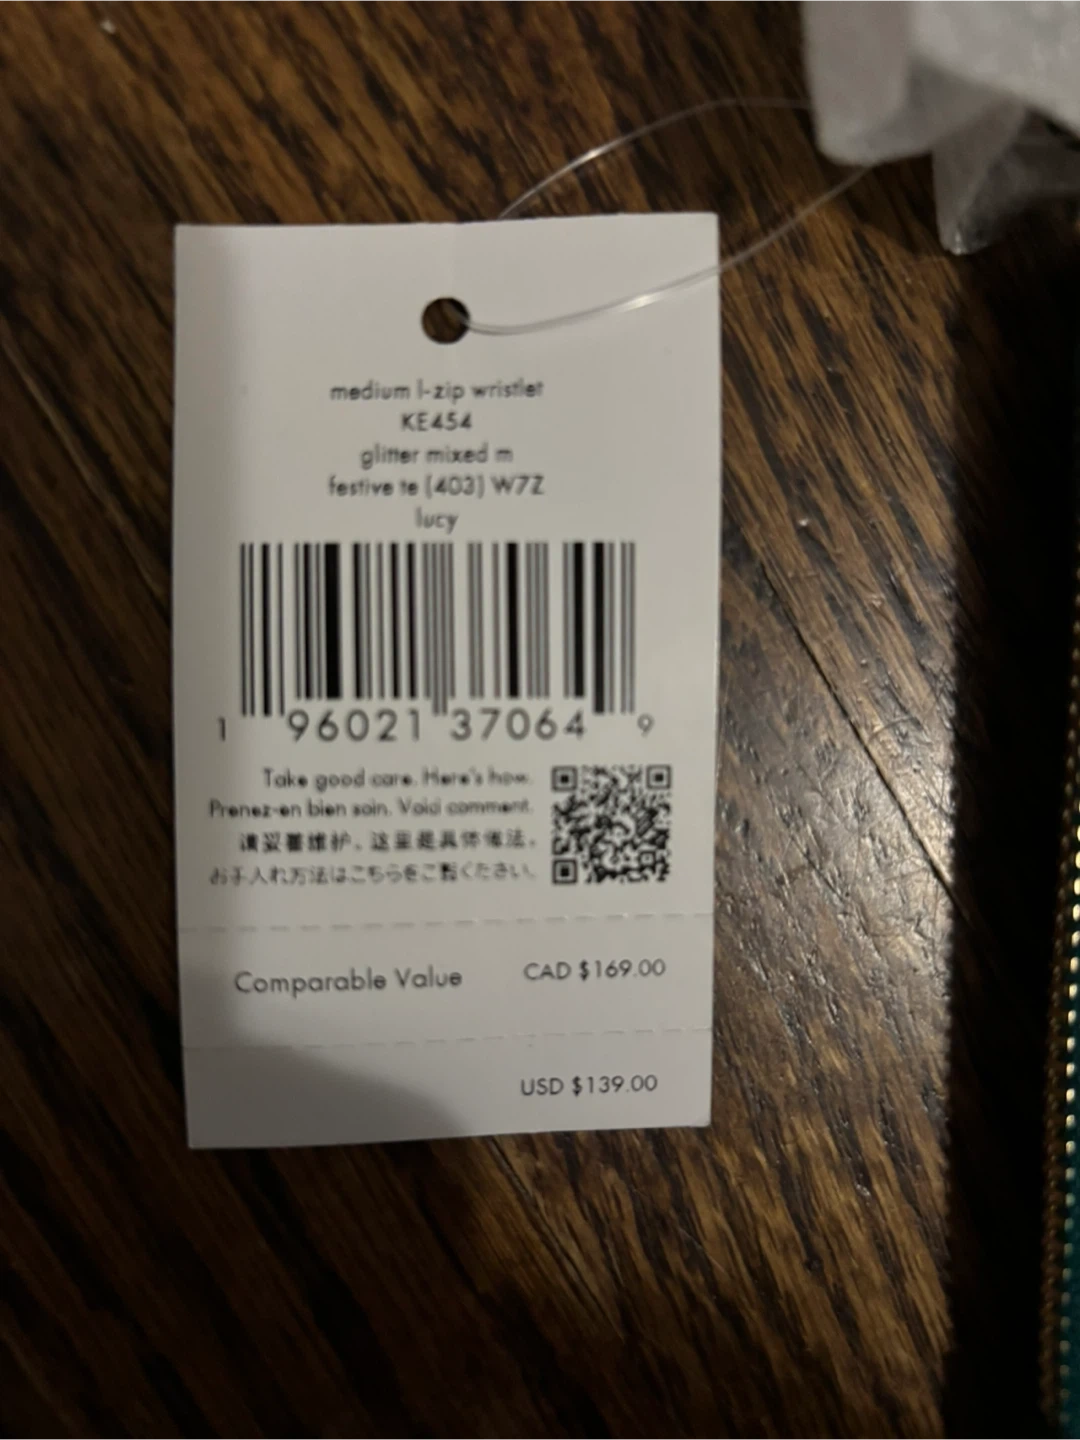 medium l-zip wristlet
KE454
glitter mixed m
festive te (403) W7Z
lucy
1 96021 37064 9
Take good care. Here's how.
Prenez-en bien soin. Voici comment.
请妥善维护。这里是具体做法。
お手入れ方法はこちらをご覧ください。
Comparable Value CAD $169.00
USD $139.00